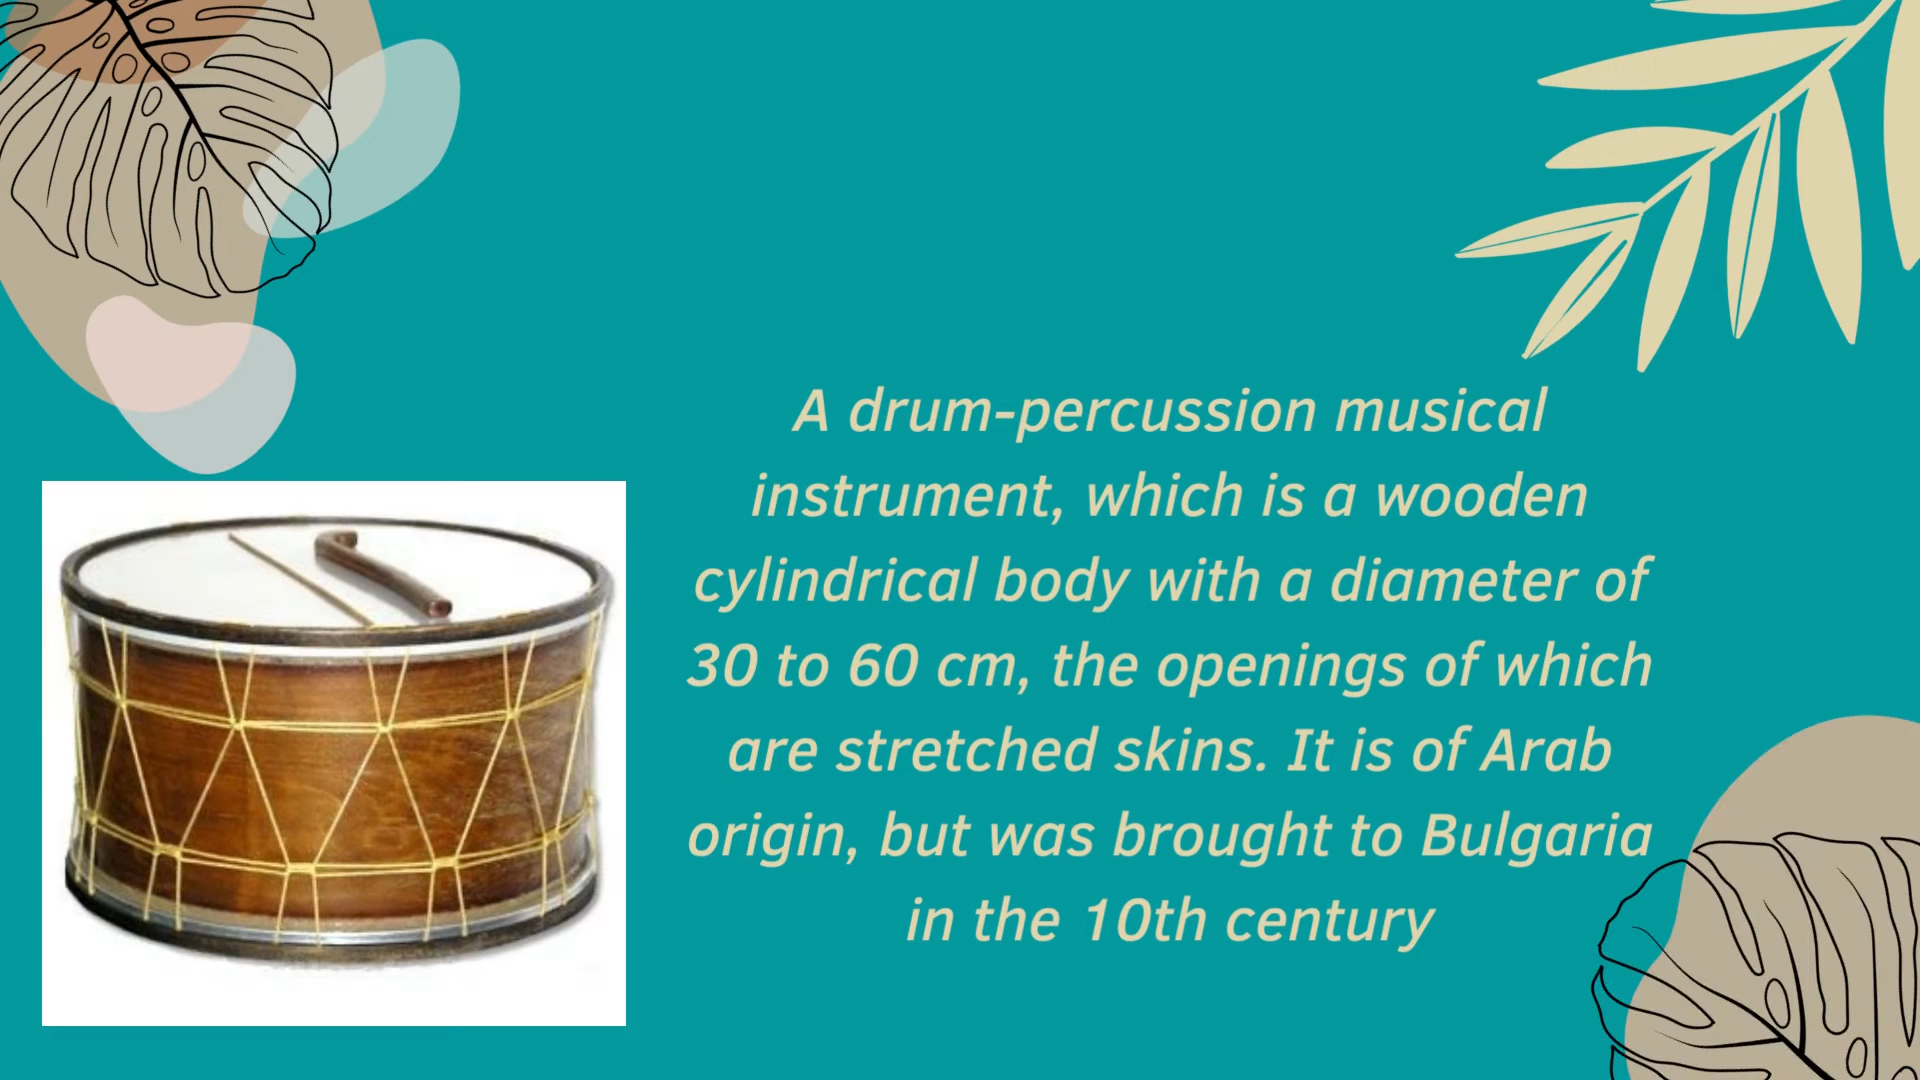 A drum-percussion musical
instrument, which is a wooden
cylindrical body with a diameter of
30 to 60 cm, the openings of which
are stretched skins. It is of Arab
origin, but was brought to Bulgaria
in the 10th century